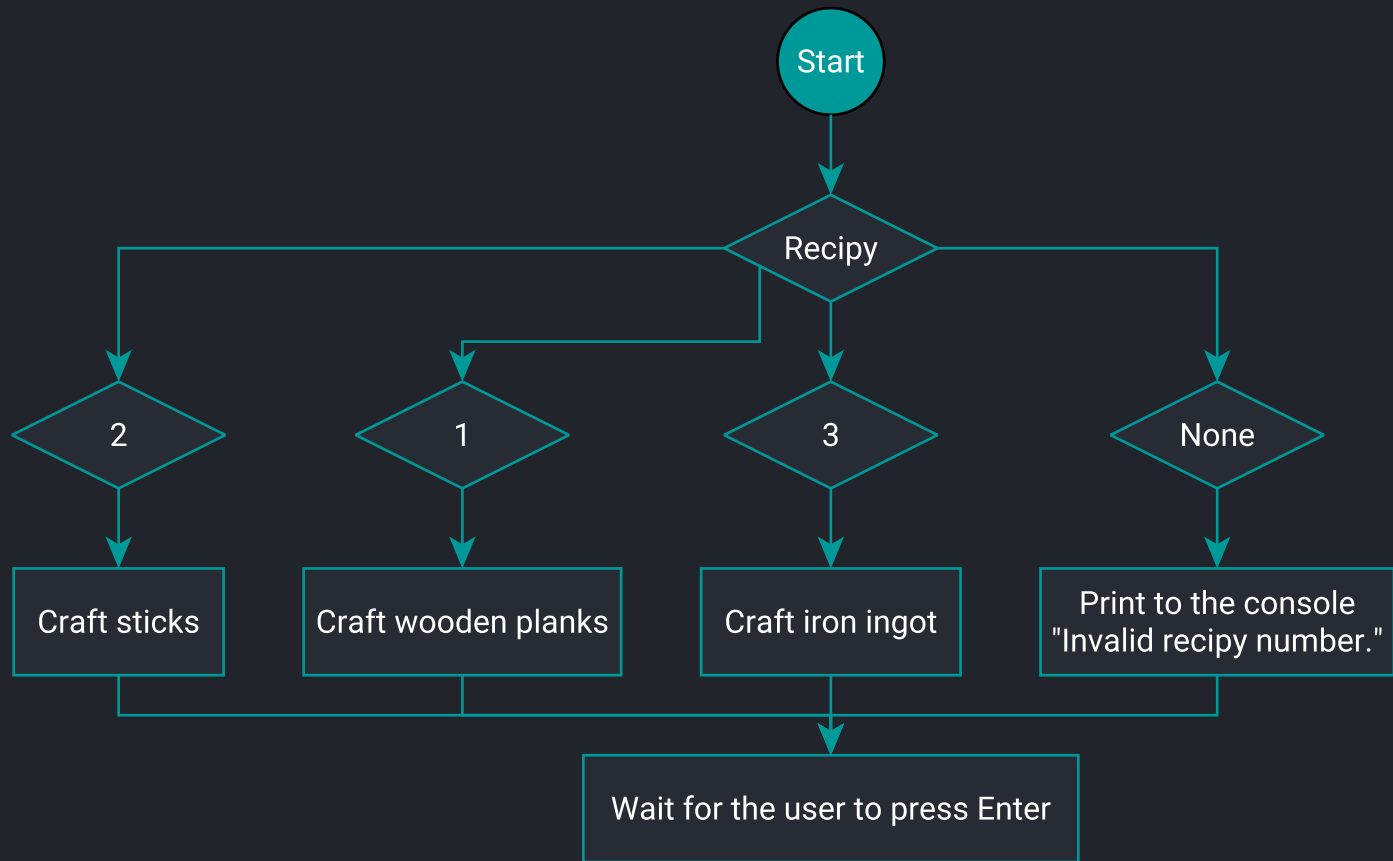 Start
Recipy
2
1
3
None
Craft sticks
Craft wooden planks
Craft iron ingot
Print to the console
"Invalid recipy number."
Wait for the user to press Enter